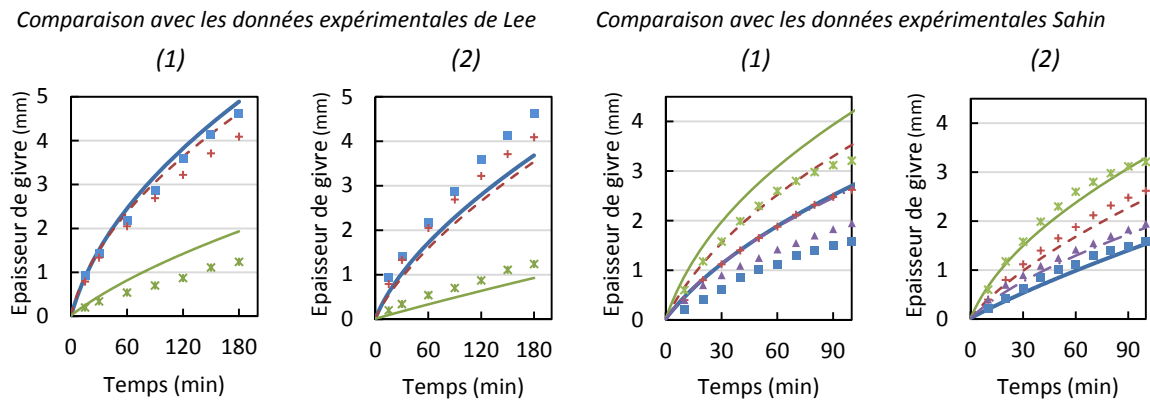 Comparaison avec les données expérimentales de Lee
Comparaison avec les données expérimentales Sahin
(1)
(2)
(1)
(2)
Epaisseur de givre (mm)
5
4
3
2
1
0
0 60 120 180
Temps (min)
Epaisseur de givre (mm)
5
4
3
2
1
0
0 60 120 180
Temps (min)
Epaisseur de givre (mm)
4
3
2
1
0
0 30 60 90
Temps (min)
Epaisseur de givre (mm)
4
3
2
1
0
0 30 60 90
Temps (min)